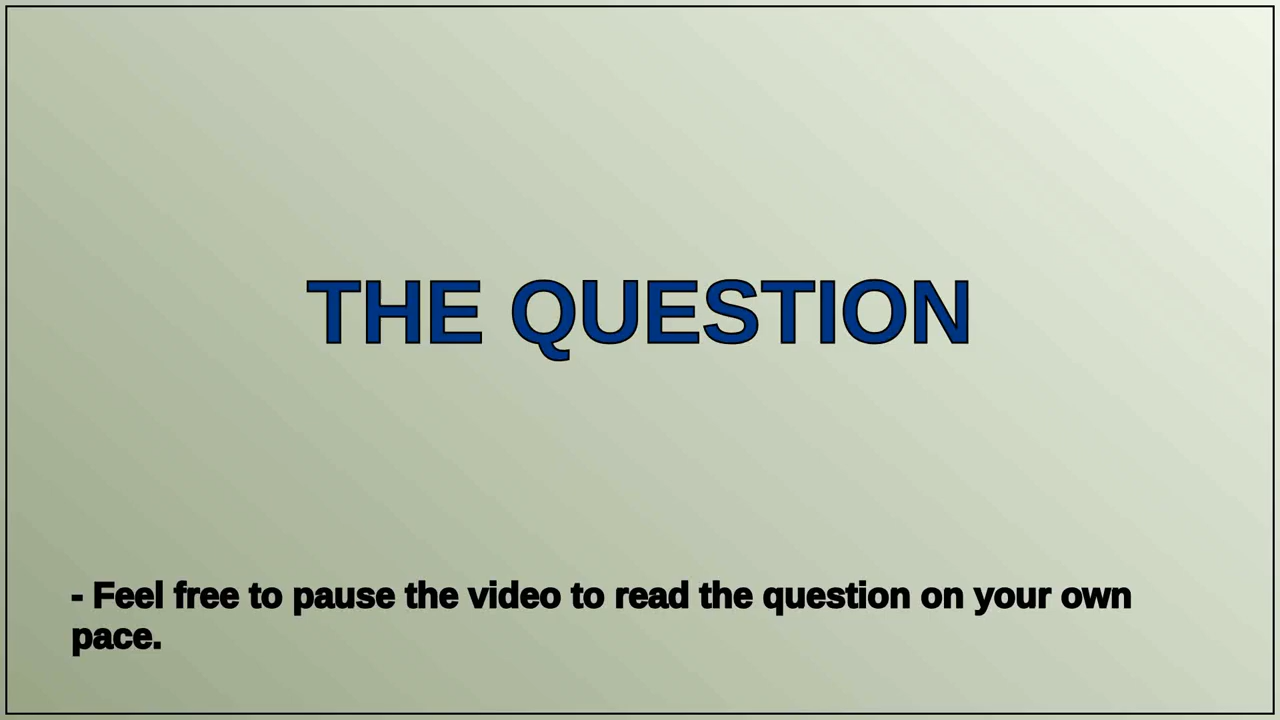 THE QUESTION
- Feel free to pause the video to read the question on your own
pace.